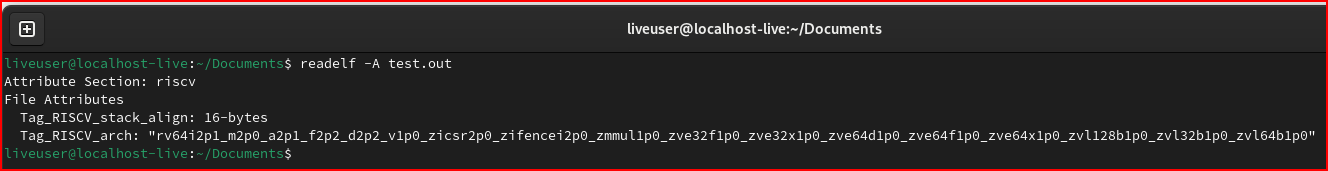 liveuser@localhost-live:~/Documents
liveuser@localhost-live:~/Documents$ readelf -A test.out
Attribute Section: riscv
File Attributes
  Tag_RISCV_stack_align: 16-bytes
  Tag_RISCV_arch: "rv64i2p1_m2p0_a2p1_f2p2_d2p2_v1p0_zicsr2p0_zifencei2p0_zmmul1p0_zve32f1p0_zve32x1p0_zve64d1p0_zve64f1p0_zve64x1p0_zvl128b1p0_zvl32b1p0_zvl64b1p0"
liveuser@localhost-live:~/Documents$